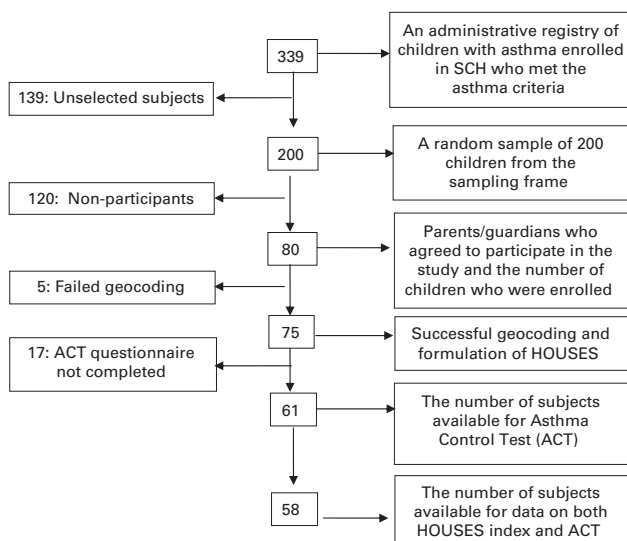 339
An administrative registry of
children with asthma enrolled
in SCH who met the
asthma criteria
139: Unselected subjects
200
A random sample of 200
children from the
sampling frame
120: Non-participants
80
Parents/guardians who
agreed to participate in the
study and the number of
children who were enrolled
5: Failed geocoding
75
Successful geocoding and
formulation of HOUSES
17: ACT questionnaire
not completed
61
The number of subjects
available for Asthma
Control Test (ACT)
58
The number of subjects
available for data on both
HOUSES index and ACT